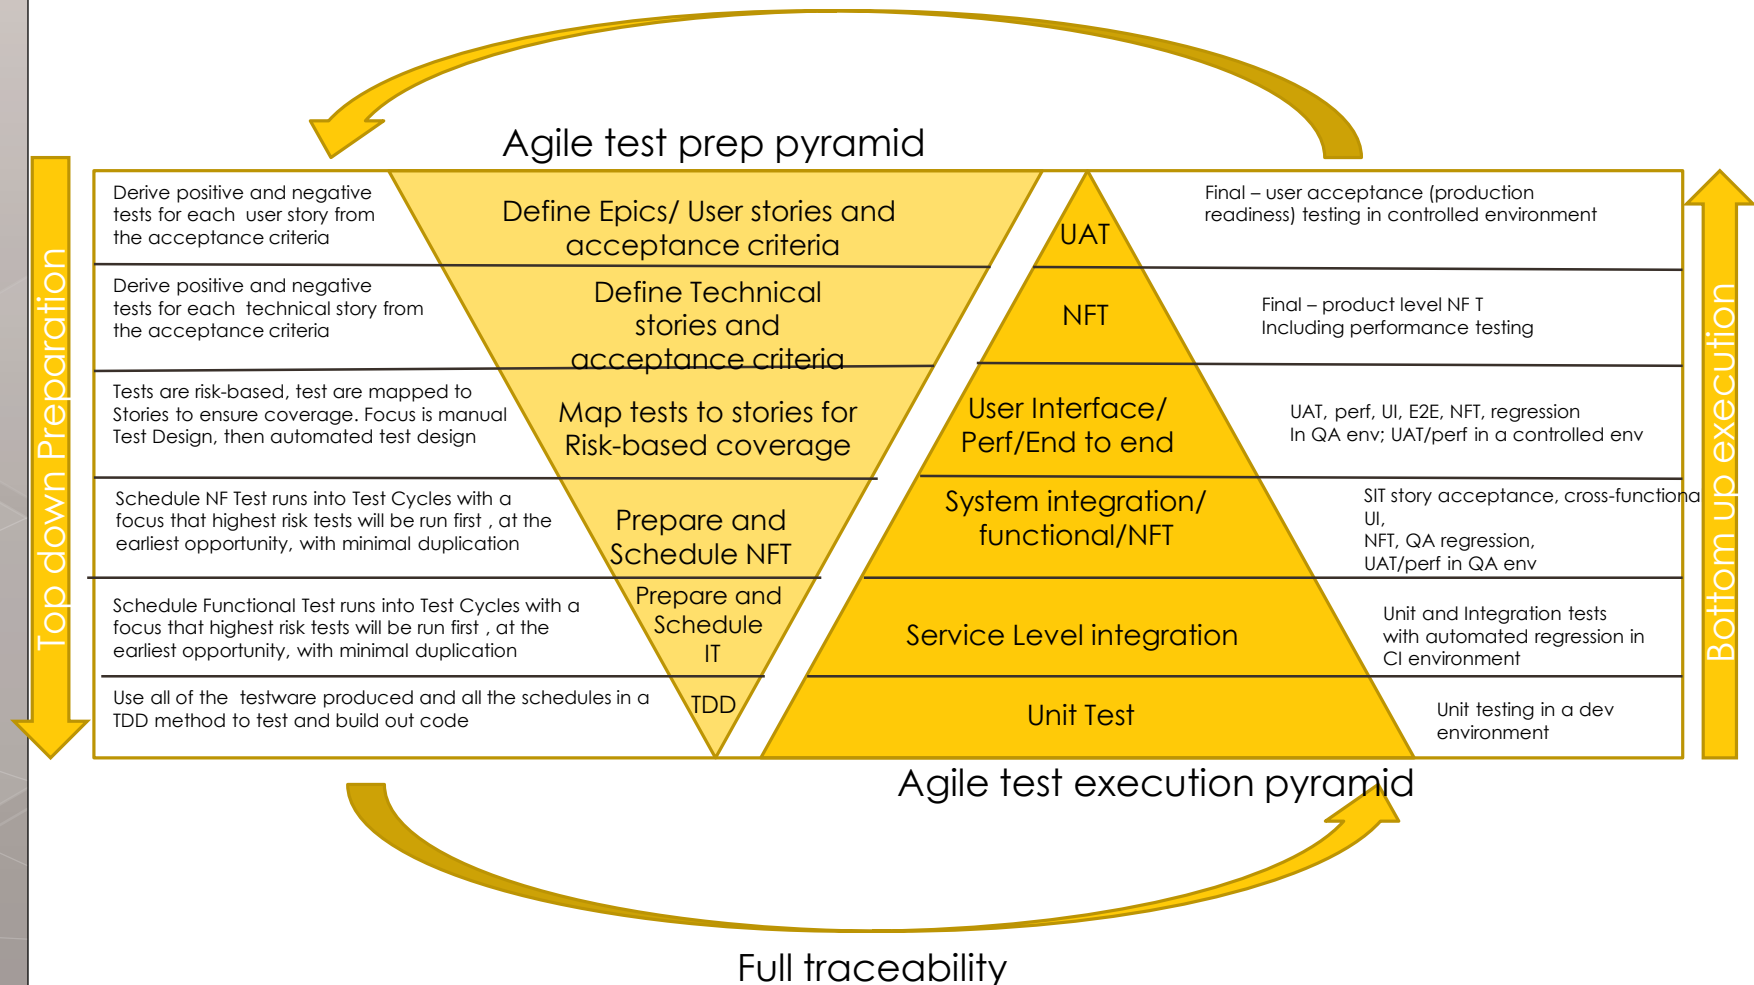 Agile test prep pyramid
Top down Preparation
Derive positive and negative
tests for each user story from
the acceptance criteria
Define Epics/ User stories and
acceptance criteria
UAT
Final – user acceptance (production
readiness) testing in controlled environment
Derive positive and negative
tests for each technical story from
the acceptance criteria
Define Technical
stories and
acceptance criteria
NFT
Final – product level NF T
Including performance testing
Tests are risk-based, test are mapped to
Stories to ensure coverage. Focus is manual
Test Design, then automated test design
Map tests to stories for
Risk-based coverage
User Interface/
Perf/End to end
UAT, perf, UI, E2E, NFT, regression
In QA env; UAT/perf in a controlled env
Schedule NF Test runs into Test Cycles with a
focus that highest risk tests will be run first , at the
earliest opportunity, with minimal duplication
Prepare and
Schedule NFT
System integration/
functional/NFT
SIT story acceptance, cross-functiona
UI,
NFT, QA regression,
UAT/perf in QA env
Schedule Functional Test runs into Test Cycles with a
focus that highest risk tests will be run first , at the
earliest opportunity, with minimal duplication
Prepare and
Schedule
IT
Service Level integration
Unit and Integration tests
with automated regression in
CI environment
Use all of the testware produced and all the schedules in a
TDD method to test and build out code
TDD
Unit Test
Unit testing in a dev
environment
Bottom up execution
Agile test execution pyramid
Full traceability